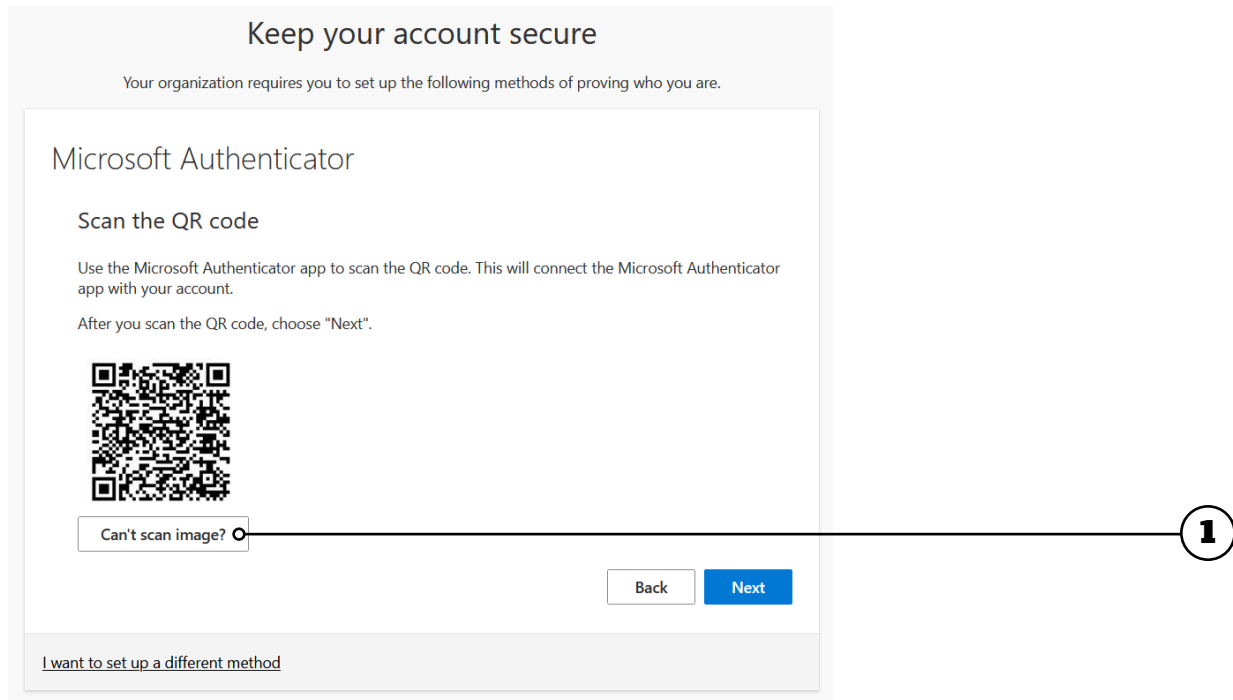 Keep your account secure
Your organization requires you to set up the following methods of proving who you are.
Microsoft Authenticator
Scan the QR code
Use the Microsoft Authenticator app to scan the QR code. This will connect the Microsoft Authenticator
app with your account.
After you scan the QR code, choose "Next".
Can't scan image?
1
Back
Next
I want to set up a different method